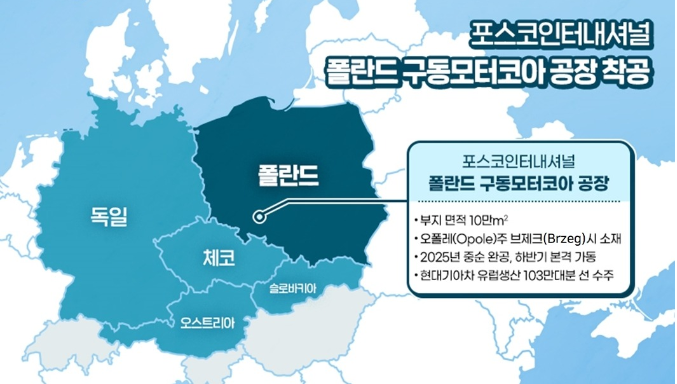 포스코인터내셔널
폴란드 구동모터코아 공장 착공
포스코인터내셔널
폴란드 구동모터코아 공장
• 부지 면적 10만m²
• 오폴레(Opole)주 브제크(Brzeg)시 소재
• 2025년 중순 완공, 하반기 본격 가동
• 현대기아차 유럽생산 103만대분 선 수주
폴란드
독일
체코
슬로바키아
오스트리아